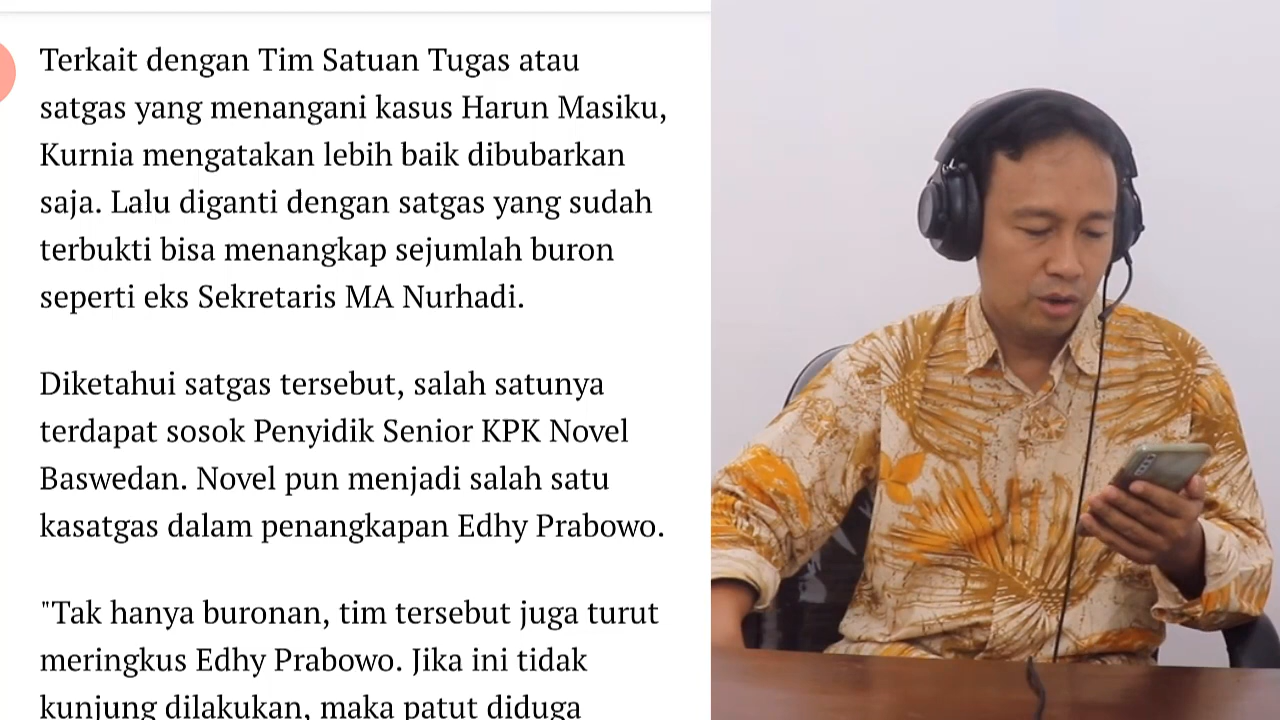 Terkait dengan Tim Satuan Tugas atau
satgas yang menangani kasus Harun Masiku,
Kurnia mengatakan lebih baik dibubarkan
saja. Lalu diganti dengan satgas yang sudah
terbukti bisa menangkap sejumlah buron
seperti eks Sekretaris MA Nurhadi.
Diketahui satgas tersebut, salah satunya
terdapat sosok Penyidik Senior KPK Novel
Baswedan. Novel pun menjadi salah satu
kasatgas dalam penangkapan Edhy Prabowo.
"Tak hanya buronan, tim tersebut juga turut
meringkus Edhy Prabowo. Jika ini tidak
kunjung dilakukan, maka patut diduga